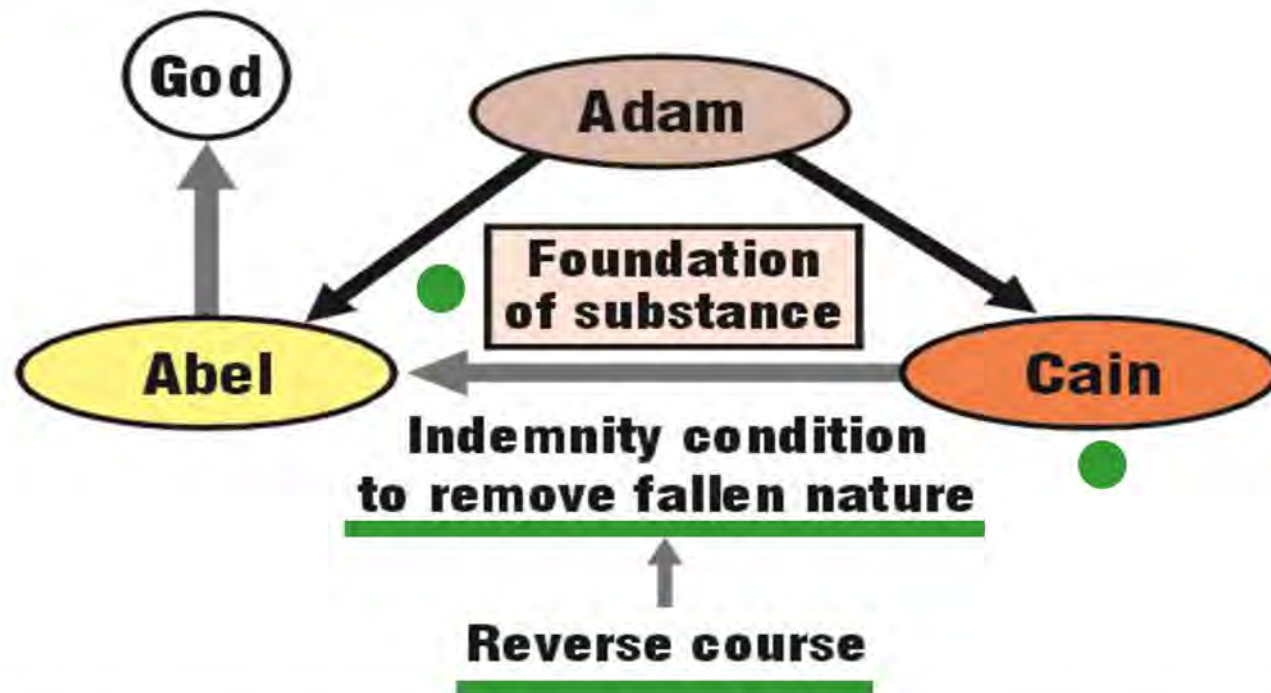 God
Adam
Foundation
of substance
Abel
Cain
Indemnity condition
to remove fallen nature
Reverse course